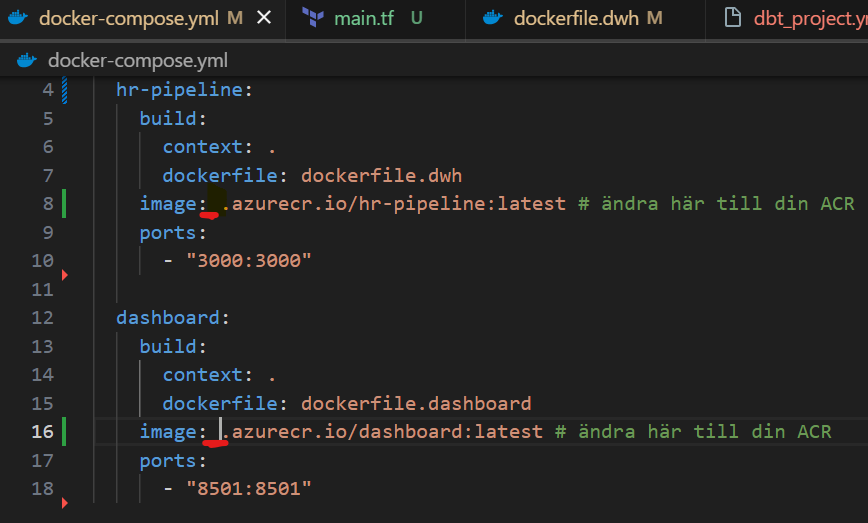 docker-compose.yml M × main.tf U dockerfile.dwh M dbt_project.y
docker-compose.yml
4 hr-pipeline:
5 build:
6 context: .
7 dockerfile: dockerfile.dwh
8 image: .azurecr.io/hr-pipeline:latest # ändra här till din ACR
9 ports:
10 - "3000:3000"
11
12 dashboard:
13 build:
14 context: .
15 dockerfile: dockerfile.dashboard
16 image: .azurecr.io/dashboard:latest # ändra här till din ACR
17 ports:
18 - "8501:8501"